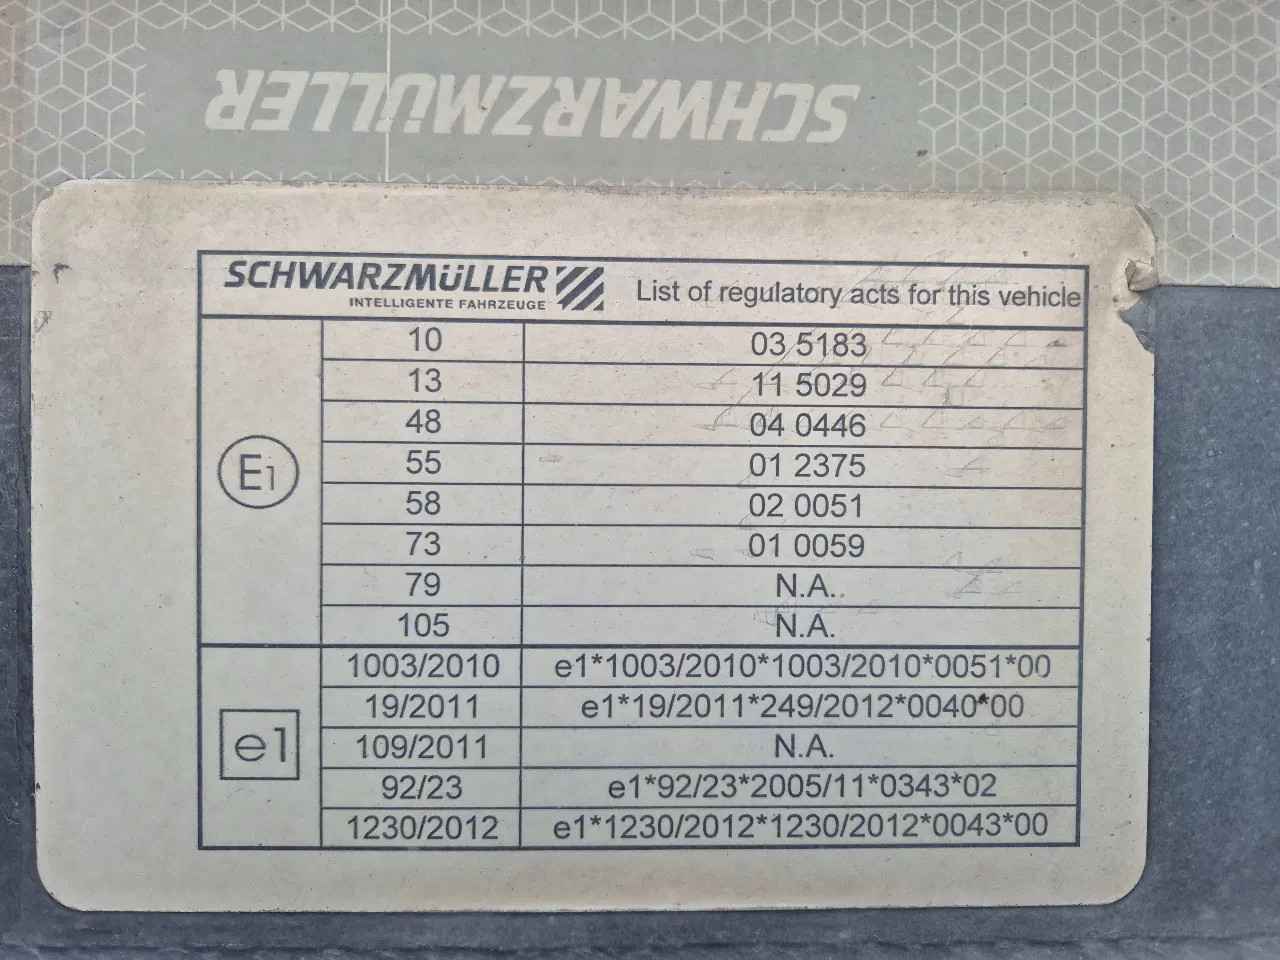 SCHWARZMÜLLER
SCHWARZMÜLLER
INTELLIGENTE FAHRZEUGE
List of regulatory acts for this vehicle
E1
10 03 5183
13 11 5029
48 04 0446
55 01 2375
58 02 0051
73 01 0059
79 N.A.
105 N.A.
e1
1003/2010 e1*1003/2010*1003/2010*0051*00
19/2011 e1*19/2011*249/2012*0040*00
109/2011 N.A.
92/23 e1*92/23*2005/11*0343*02
1230/2012 e1*1230/2012*1230/2012*0043*00